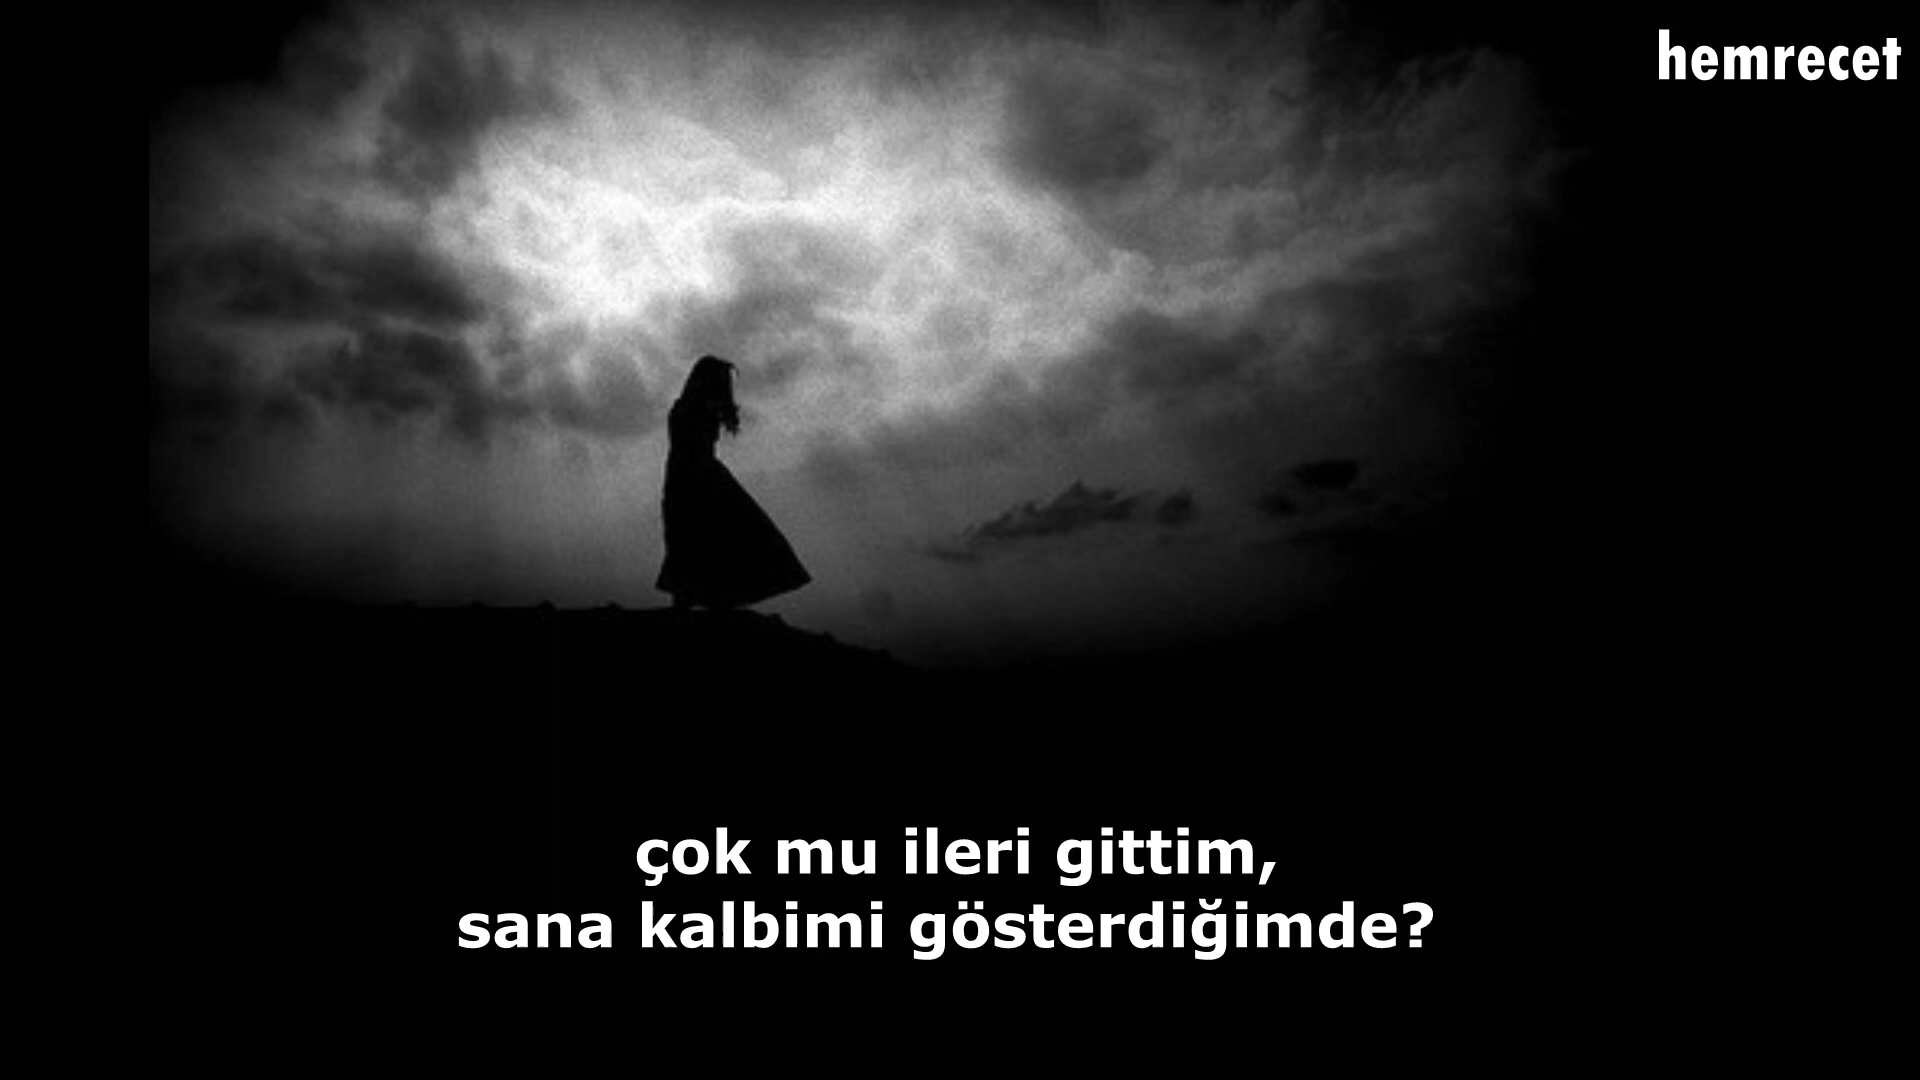 hemrecet
çok mu ileri gittim,
sana kalbimi gösterdiğimde?